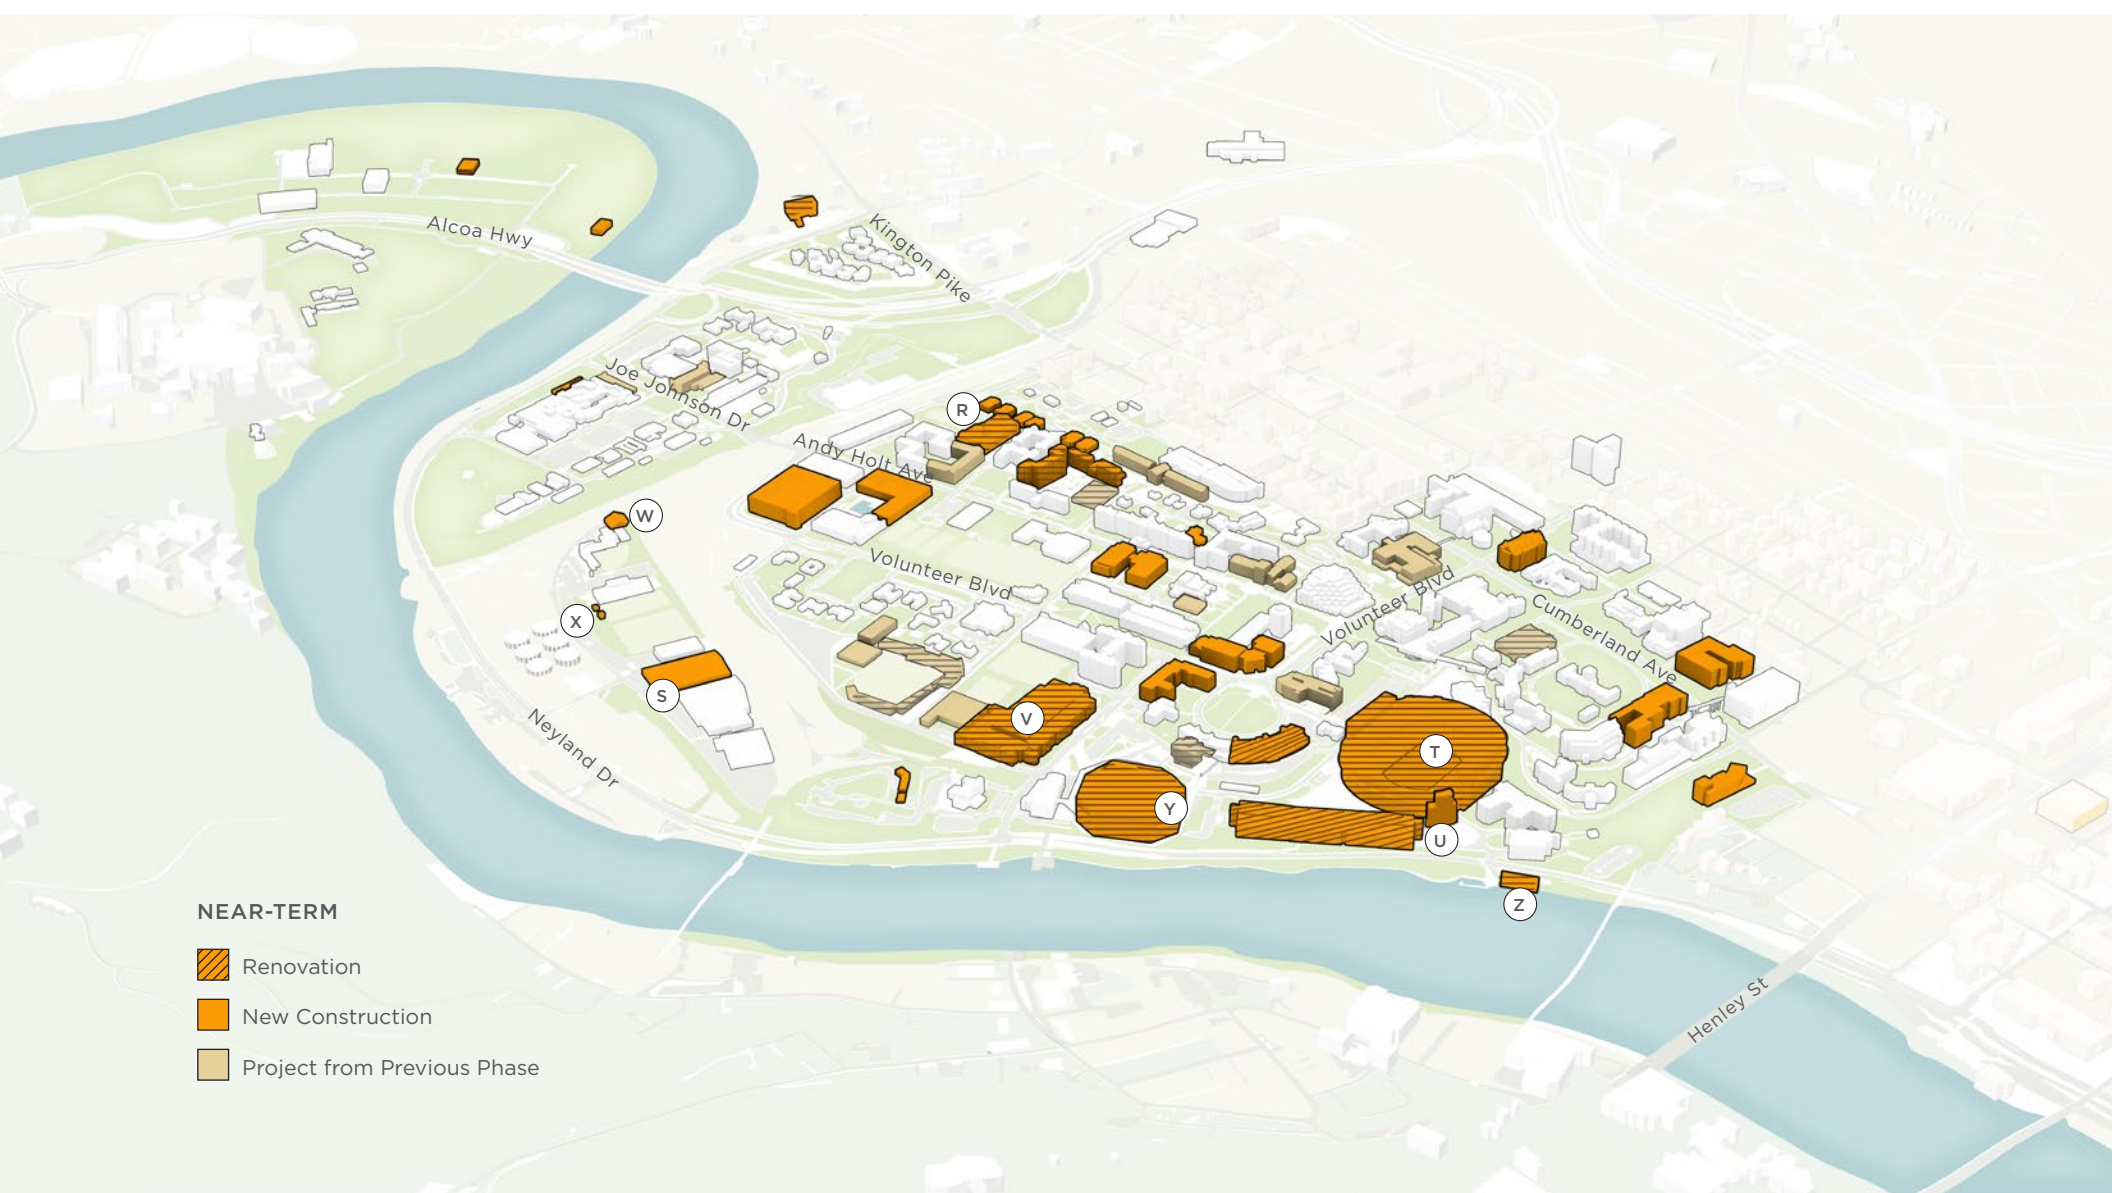 Alcoa Hwy
Kington Pike
Joe Johnson Dr
R
Andy Holt Ave
W
Volunteer Blvd
Volunteer Blvd
Cumberland Ave
X
S
V
Neyland Dr
T
Y
U
Z
NEAR-TERM
Renovation
New Construction
Project from Previous Phase
Henley St